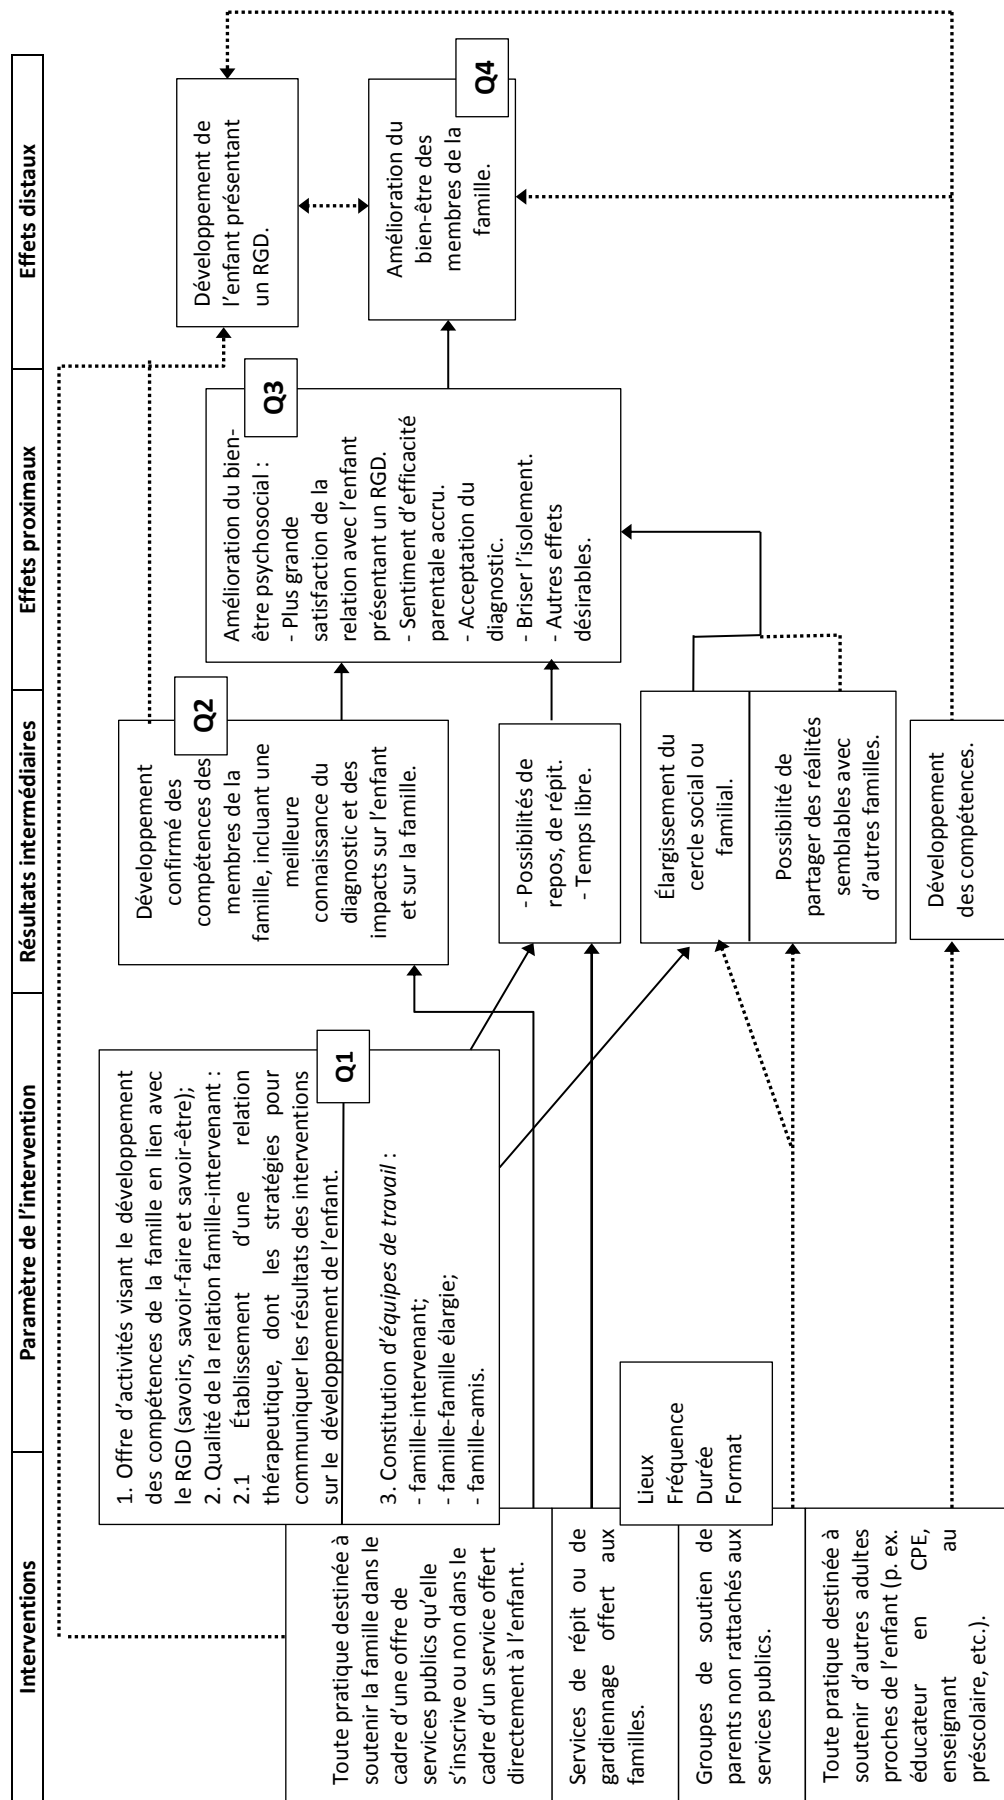 Interventions
Paramètre de l'intervention
Résultats intermédiaires
Effets proximaux
Effets distaux
Toute pratique destinée à
soutenir la famille dans le
cadre d'une offre de
services publics qu'elle
s'inscrive ou non dans le
cadre d'un service offert
directement à l'enfant.
Services de répit ou de
gardiennage offert aux
familles.
Groupes de soutien de
parents non rattachés aux
services publics.
Toute pratique destinée à
soutenir d'autres adultes
proches de l'enfant (p. ex.
éducateur en CPE,
enseignant au
préscolaire, etc.).
1. Offre d'activités visant le développement
des compétences de la famille en lien avec
le RGD (savoirs, savoir-faire et savoir-être);
2. Qualité de la relation famille-intervenant :
2.1 Établissement d'une relation
thérapeutique, dont les stratégies pour
communiquer les résultats des interventions
sur le développement de l'enfant.
3. Constitution d'équipes de travail :
- famille-intervenant;
- famille-famille élargie;
- famille-amis.
Q1
Lieux
Fréquence
Durée
Format
Développement
confirmé des
compétences des
membres de la
famille, incluant une
meilleure
connaissance du
diagnostic et des
impacts sur l'enfant
et sur la famille.
Q2
- Possibilités de
repos, de répit.
- Temps libre.
Élargissement du
cercle social ou
familial.
Possibilité de
partager des réalités
semblables avec
d'autres familles.
Développement
des compétences.
Amélioration du bien-
être psychosocial :
- Plus grande
satisfaction de la
relation avec l'enfant
présentant un RGD.
- Sentiment d'efficacité
parentale accru.
- Acceptation du
diagnostic.
- Briser l'isolement.
- Autres effets
désirables.
Q3
Développement de
l'enfant présentant
un RGD.
Amélioration du
bien-être des
membres de la
famille.
Q4